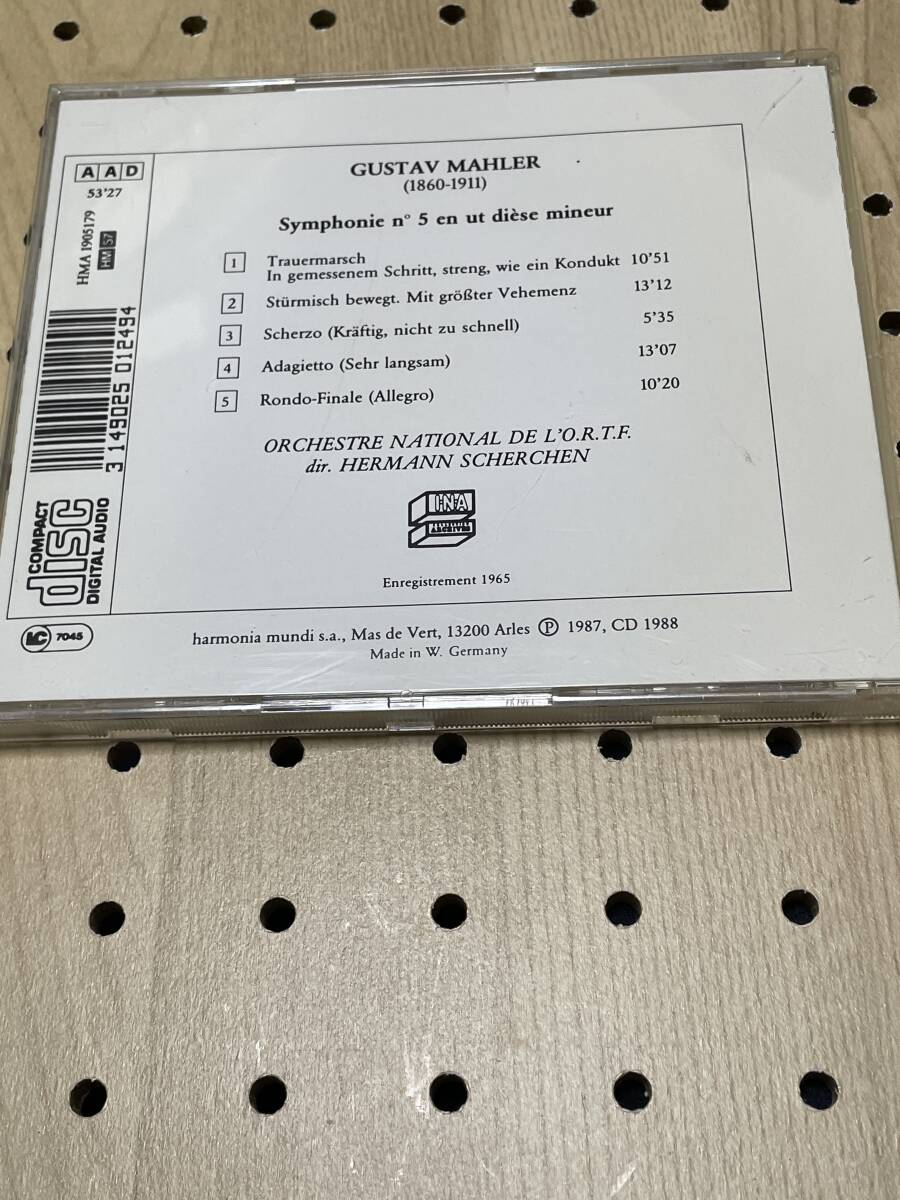 AAD
53'27
HMA 1905179
HM 57
3 149025 012494
COMPACT
disc
DIGITAL AUDIO
GUSTAV MAHLER
(1860-1911)
Symphonie n° 5 en ut dièse mineur
1 Trauermarsch
In gemessenem Schritt, streng, wie ein Kondukt 10'51
2 Stürmisch bewegt. Mit größter Vehemenz 13'12
3 Scherzo (Kräftig, nicht zu schnell) 5'35
4 Adagietto (Sehr langsam) 13'07
5 Rondo-Finale (Allegro) 10'20
ORCHESTRE NATIONAL DE L'O.R.T.F.
dir. HERMANN SCHERCHEN
INA
ARCHIVES
Enregistrement 1965
LC 7045
harmonia mundi s.a., Mas de Vert, 13200 Arles ℗ 1987, CD 1988
Made in W. Germany